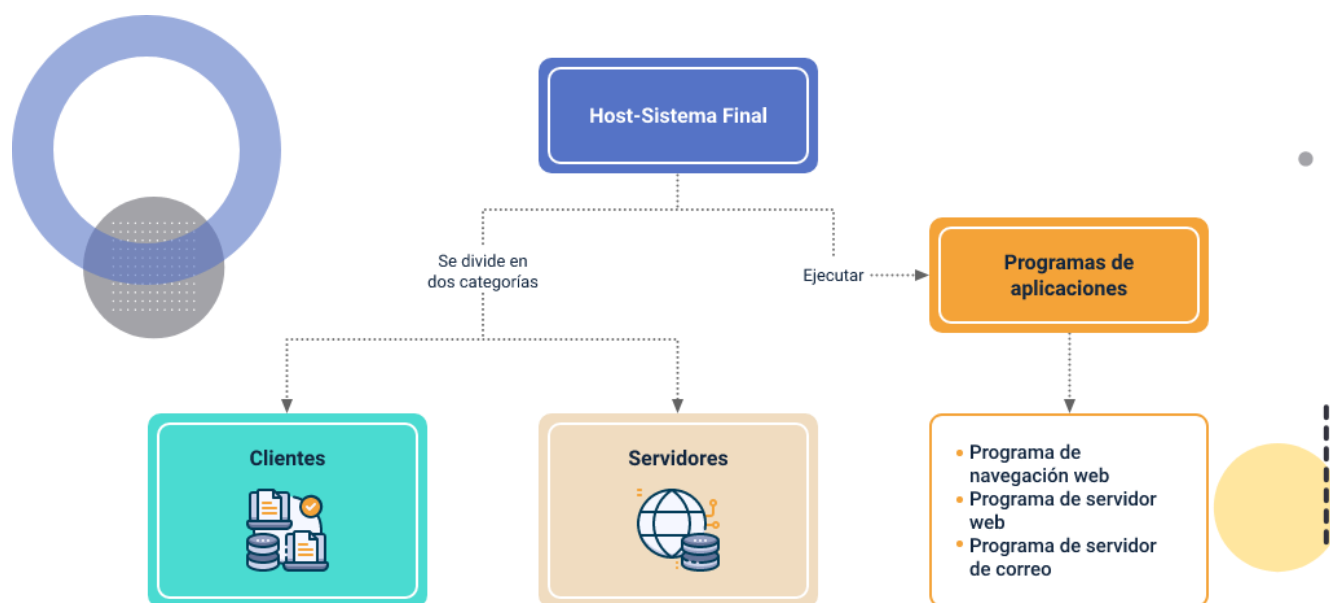 Host-Sistema Final
Se divide en
dos categorías
Ejecutar
Programas de
aplicaciones
Clientes
Servidores
Programa de
navegación web
Programa de servidor
web
Programa de servidor
de correo